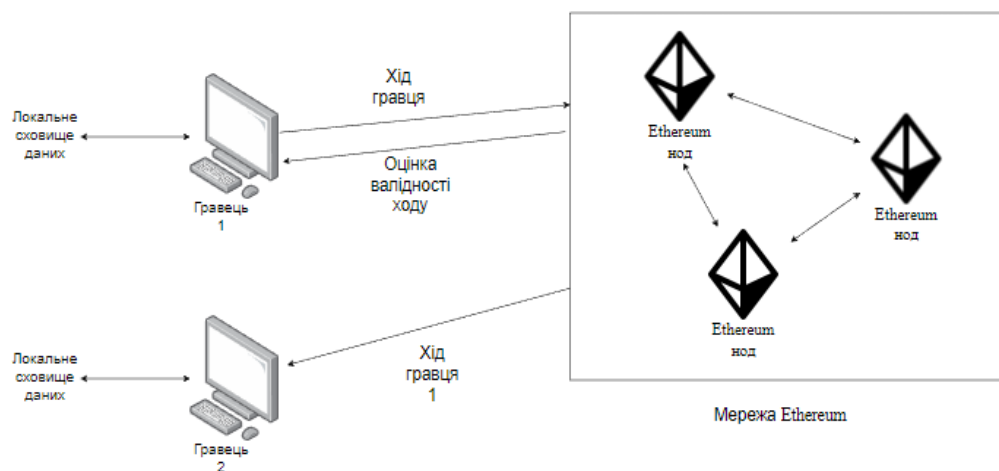 Хід
гравця
Локальне
сховище
даних
Оцінка
валідності
ходу
Гравець
1
Ethereum
нод
Ethereum
нод
Ethereum
нод
Локальне
сховище
даних
Хід
гравця
1
Гравець
2
Мережа Ethereum